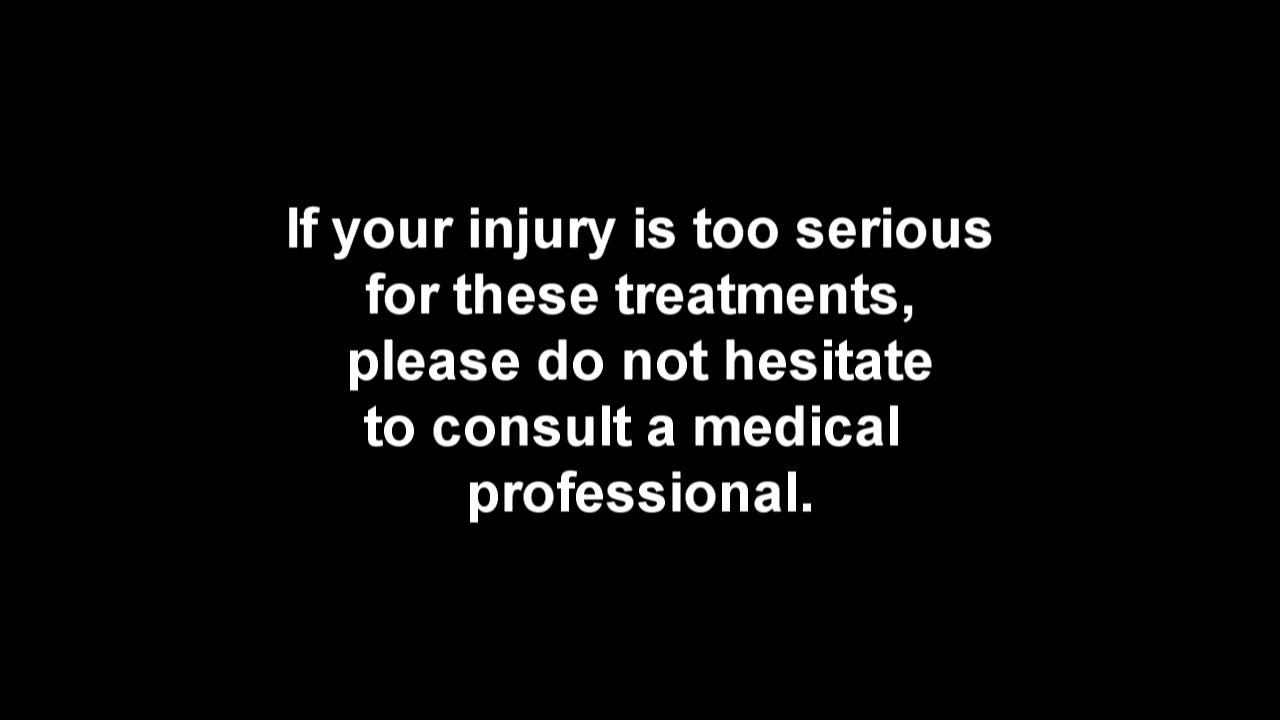 If your injury is too serious
for these treatments,
please do not hesitate
to consult a medical
professional.